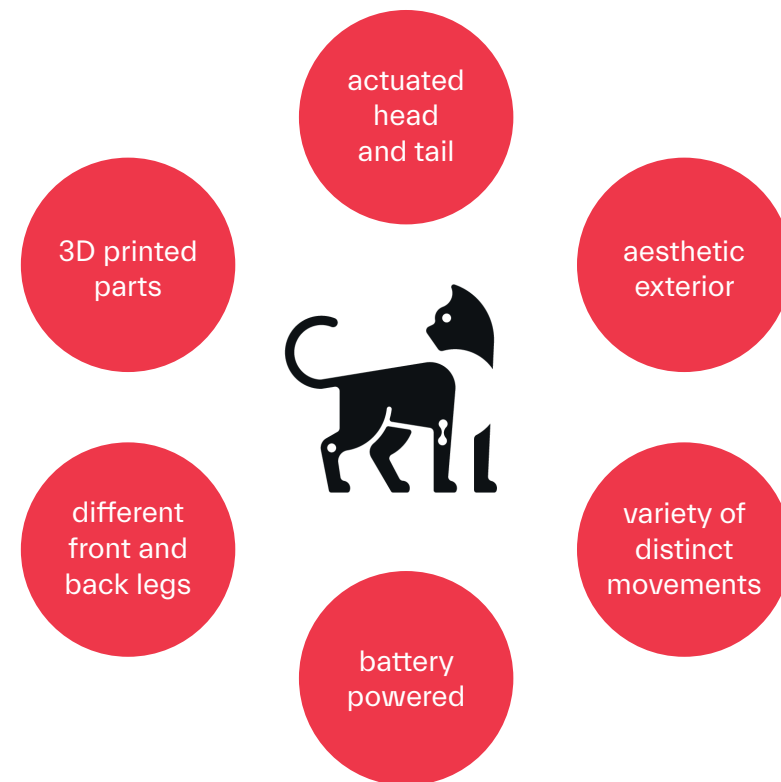 actuated
head
and tail
3D printed
parts
aesthetic
exterior
different
front and
back legs
variety of
distinct
movements
battery
powered